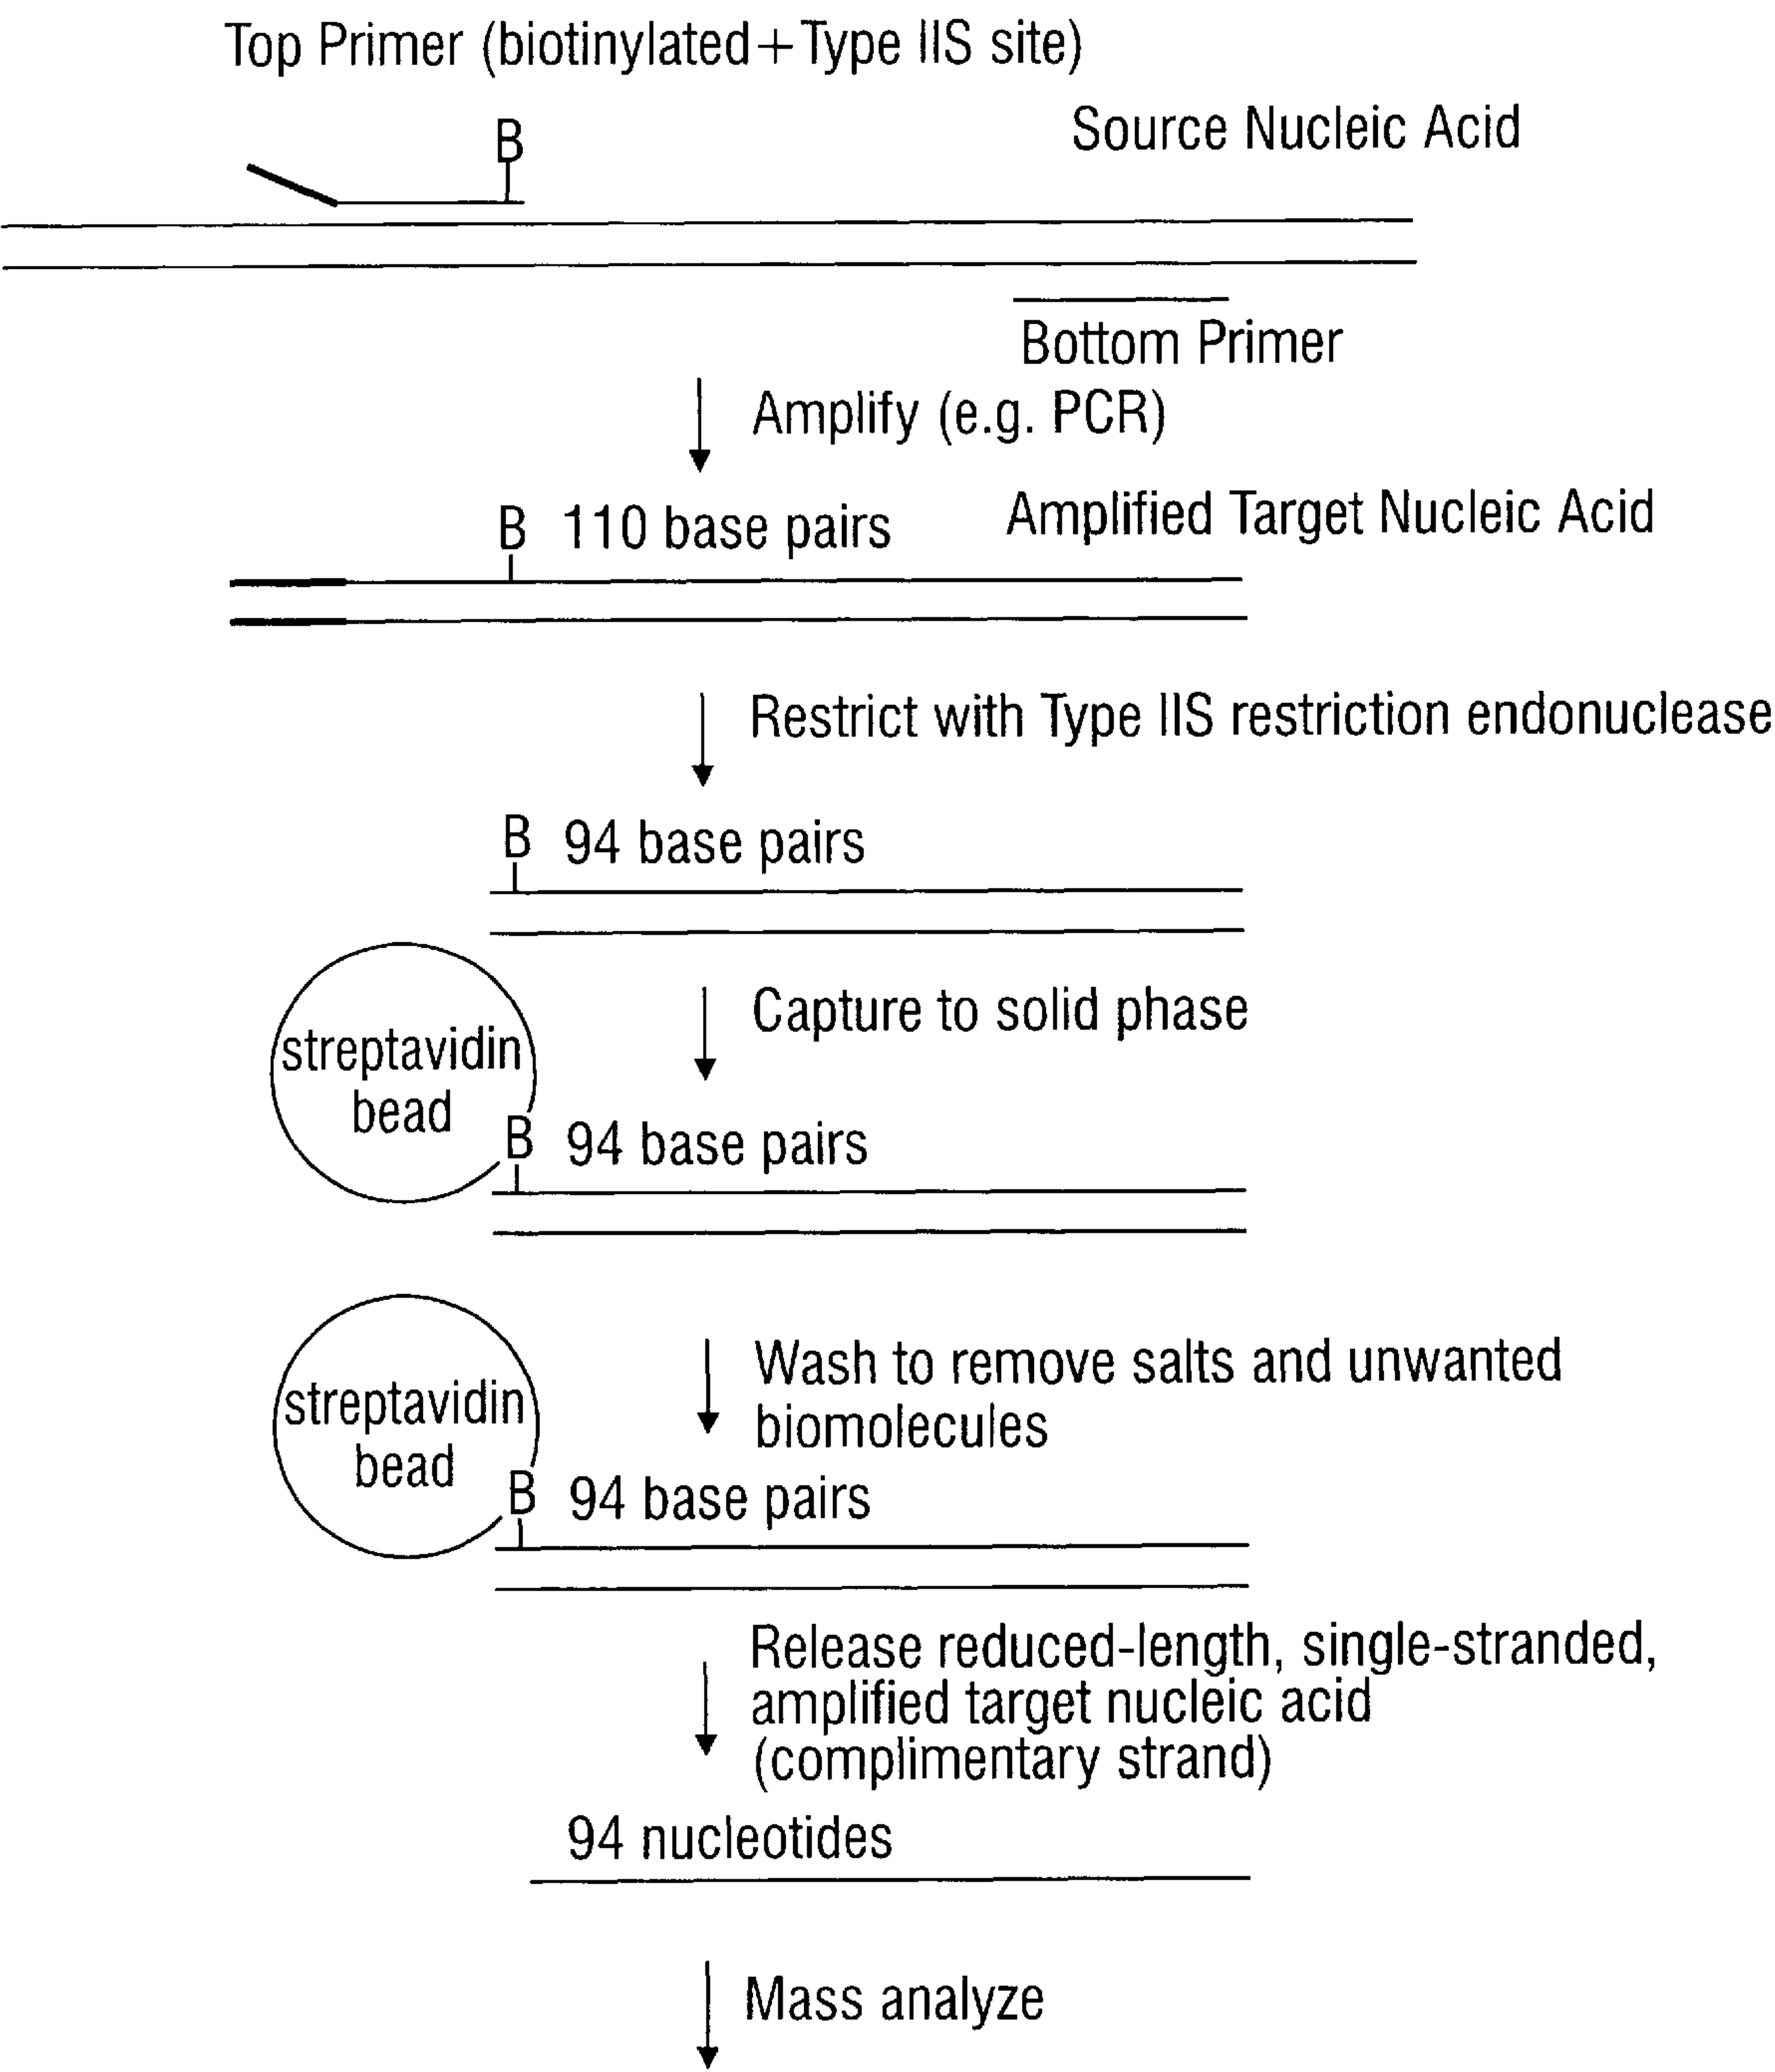 Top Primer (biotinylated+Type IIS site)
B
Source Nucleic Acid
Bottom Primer
Amplify (e.g. PCR)
B 110 base pairs
Amplified Target Nucleic Acid
Restrict with Type IIS restriction endonuclease
B 94 base pairs
Capture to solid phase
streptavidin
bead
B 94 base pairs
Wash to remove salts and unwanted
biomolecules
streptavidin
bead
B 94 base pairs
Release reduced-length, single-stranded,
amplified target nucleic acid
(complimentary strand)
94 nucleotides
Mass analyze